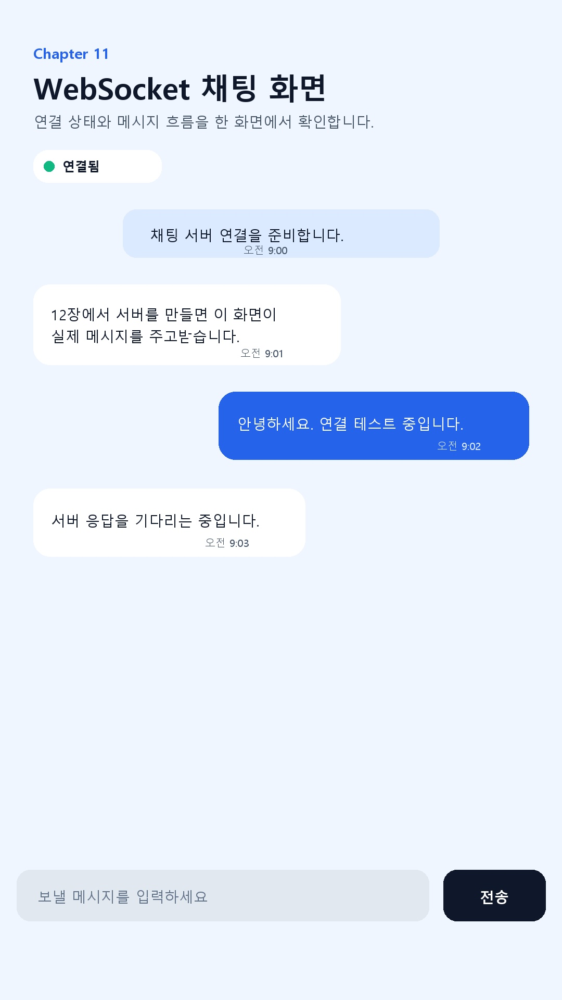 Chapter 11
WebSocket 채팅 화면
연결 상태와 메시지 흐름을 한 화면에서 확인합니다.
연결됨
채팅 서버 연결을 준비합니다.
오전 9:00
12장에서 서버를 만들면 이 화면이
실제 메시지를 주고받습니다.
오전 9:01
안녕하세요. 연결 테스트 중입니다.
오전 9:02
서버 응답을 기다리는 중입니다.
오전 9:03
보낼 메시지를 입력하세요
전송